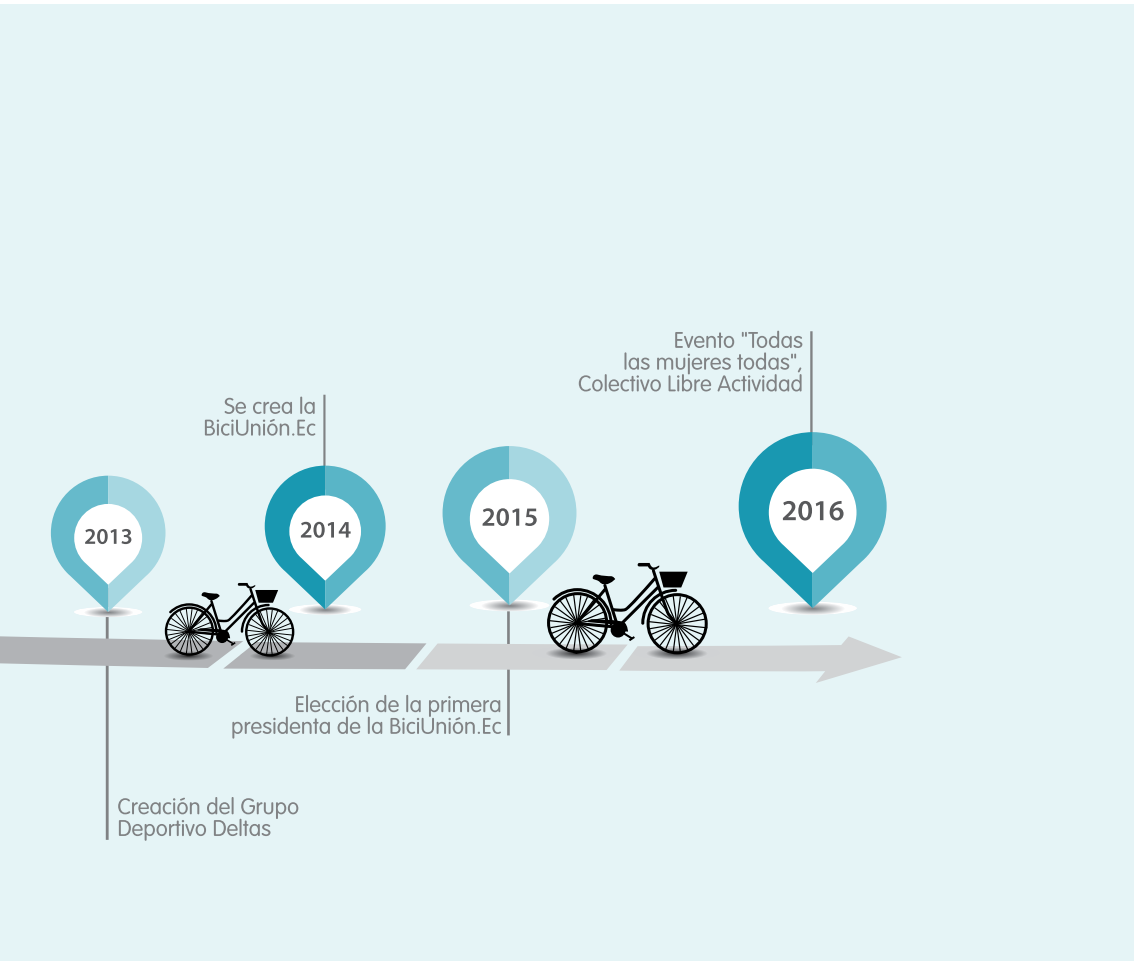 Evento "Todas
las mujeres todas",
Colectivo Libre Actividad
Se crea la
BiciUnión.Ec
2013
2014
2015
2016
Elección de la primera
presidenta de la BiciUnión.Ec
Creación del Grupo
Deportivo Deltas